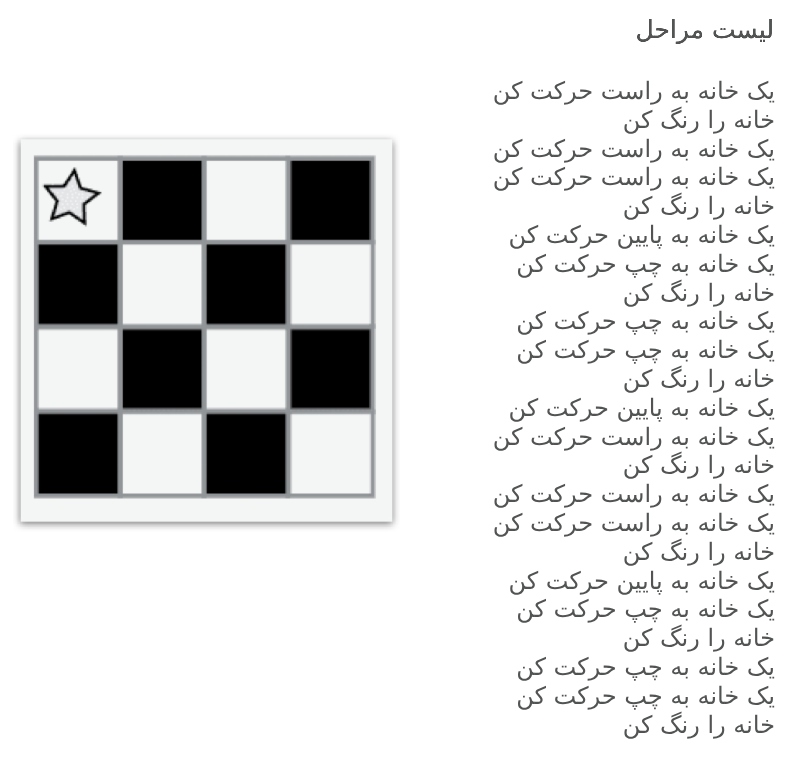 لیست مراحل
یک خانه به راست حرکت کن
خانه را رنگ کن
یک خانه به راست حرکت کن
یک خانه به راست حرکت کن
خانه را رنگ کن
یک خانه به پایین حرکت کن
یک خانه به چپ حرکت کن
خانه را رنگ کن
یک خانه به چپ حرکت کن
یک خانه به چپ حرکت کن
خانه را رنگ کن
یک خانه به پایین حرکت کن
یک خانه به راست حرکت کن
خانه را رنگ کن
یک خانه به راست حرکت کن
یک خانه به راست حرکت کن
خانه را رنگ کن
یک خانه به پایین حرکت کن
یک خانه به چپ حرکت کن
خانه را رنگ کن
یک خانه به چپ حرکت کن
یک خانه به چپ حرکت کن
خانه را رنگ کن